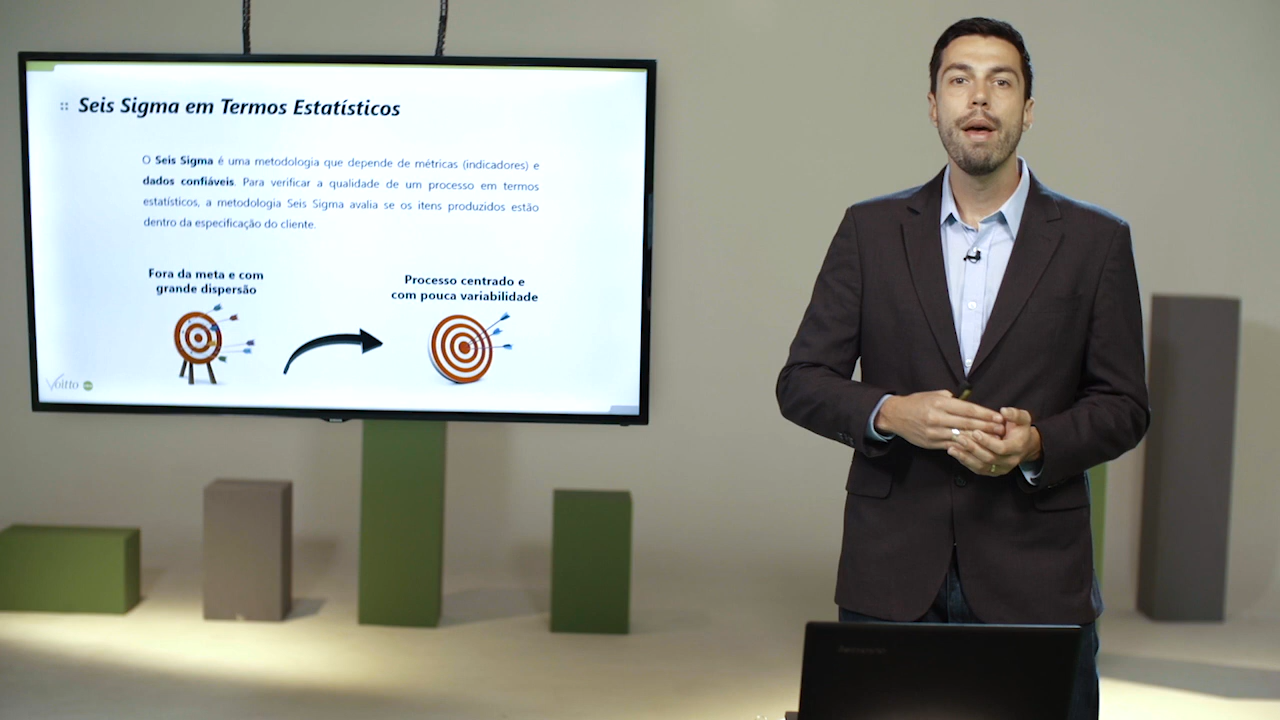 Seis Sigma em Termos Estatísticos
O Seis Sigma é uma metodologia que depende de métricas (indicadores) e
dados confiáveis. Para verificar a qualidade de um processo em termos
estatísticos, a metodologia Seis Sigma avalia se os itens produzidos estão
dentro da especificação do cliente.
Fora da meta e com
grande dispersão
Processo centrado e
com pouca variabilidade
Voitto